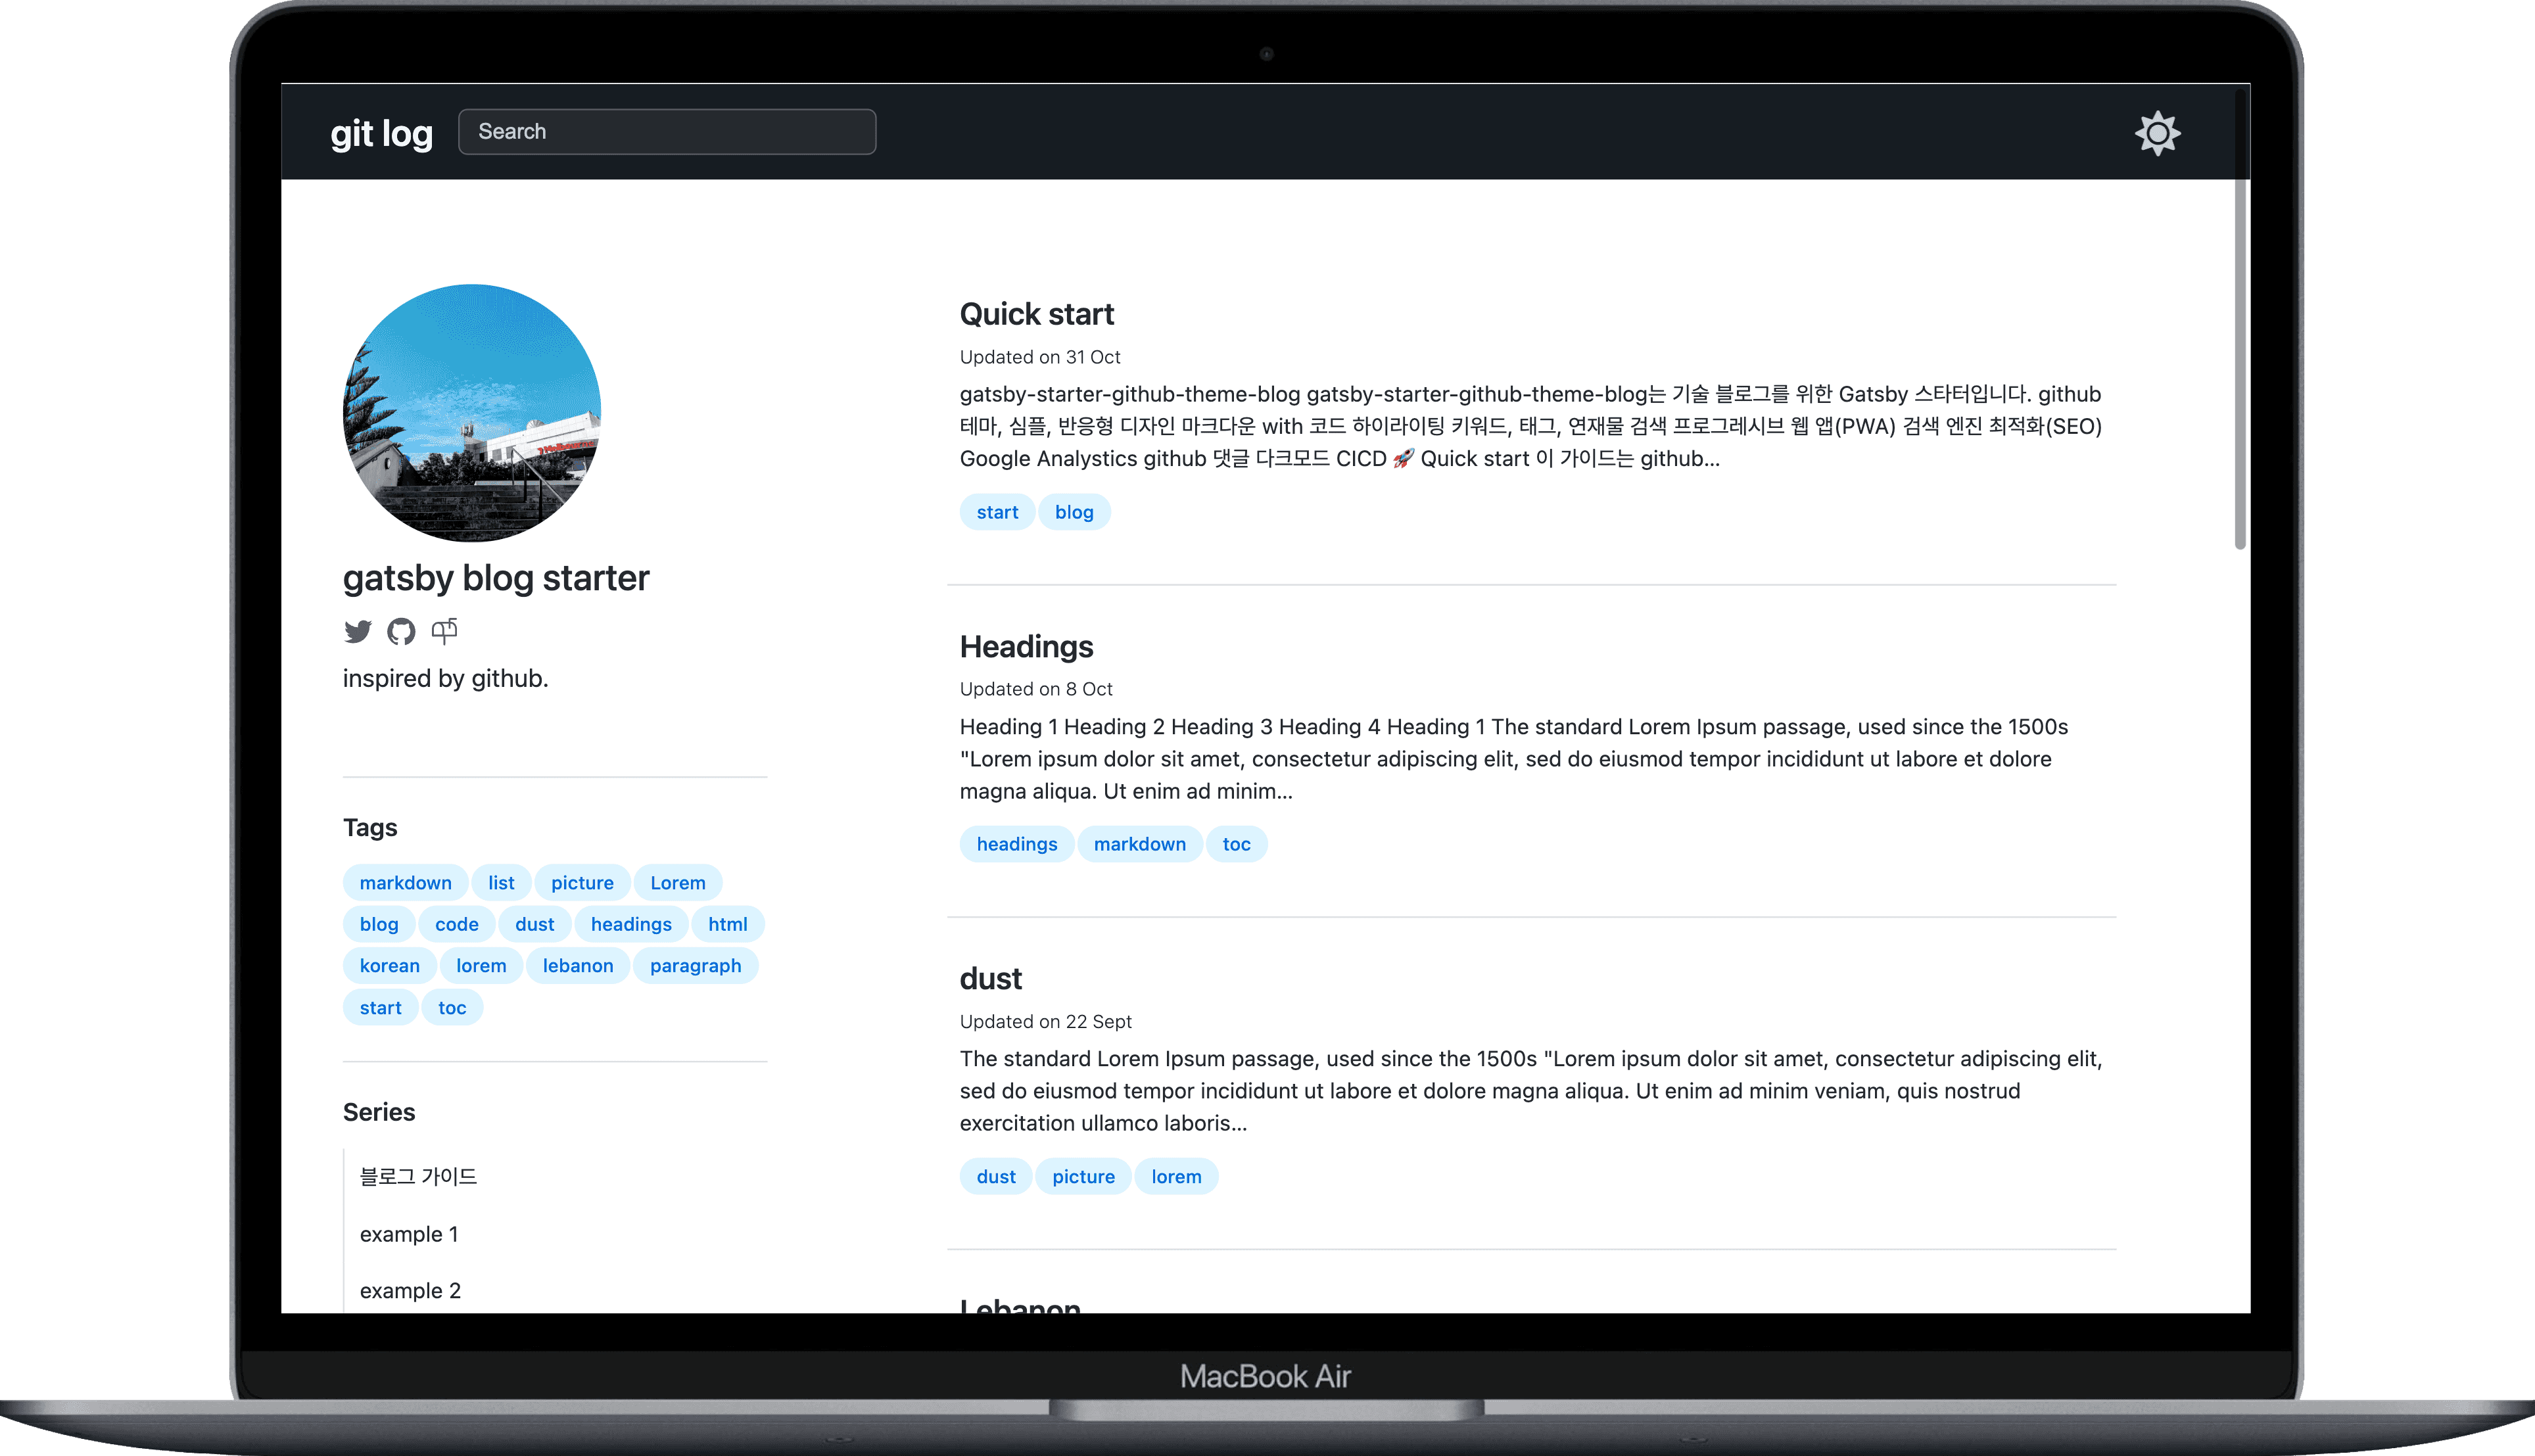 git log
Search
gatsby blog starter
inspired by github.
Tags
markdown list picture Lorem
blog code dust headings html
korean lorem lebanon paragraph
start toc
Series
블로그 가이드
example 1
example 2
Quick start
Updated on 31 Oct
gatsby-starter-github-theme-blog gatsby-starter-github-theme-blog는 기술 블로그를 위한 Gatsby 스타터입니다. github
테마, 심플, 반응형 디자인 마크다운 with 코드 하이라이팅 키워드, 태그, 연재물 검색 프로그레시브 웹 앱(PWA) 검색 엔진 최적화(SEO)
Google Analystics github 댓글 다크모드 CICD 🚀 Quick start 이 가이드는 github...
start blog
Headings
Updated on 8 Oct
Heading 1 Heading 2 Heading 3 Heading 4 Heading 1 The standard Lorem Ipsum passage, used since the 1500s
"Lorem ipsum dolor sit amet, consectetur adipiscing elit, sed do eiusmod tempor incididunt ut labore et dolore
magna aliqua. Ut enim ad minim...
headings markdown toc
dust
Updated on 22 Sept
The standard Lorem Ipsum passage, used since the 1500s "Lorem ipsum dolor sit amet, consectetur adipiscing elit,
sed do eiusmod tempor incididunt ut labore et dolore magna aliqua. Ut enim ad minim veniam, quis nostrud
exercitation ullamco laboris...
dust picture lorem
Lebanon
MacBook Air